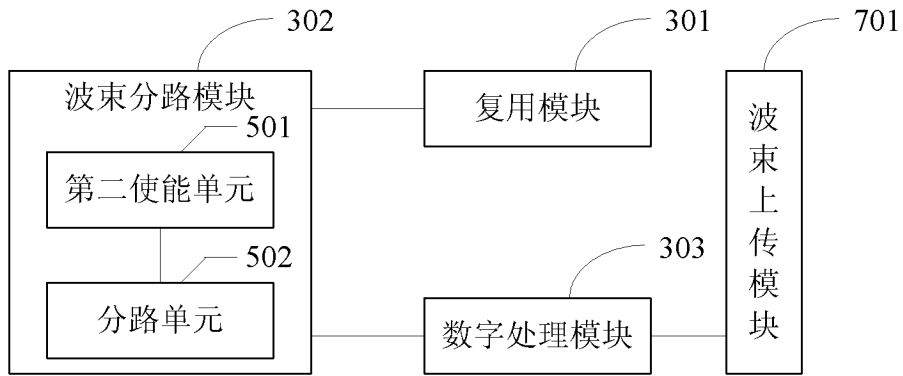 302
301
701
波束分路模块
501
第二使能单元
502
分路单元
复用模块
303
数字处理模块
波束上传模块